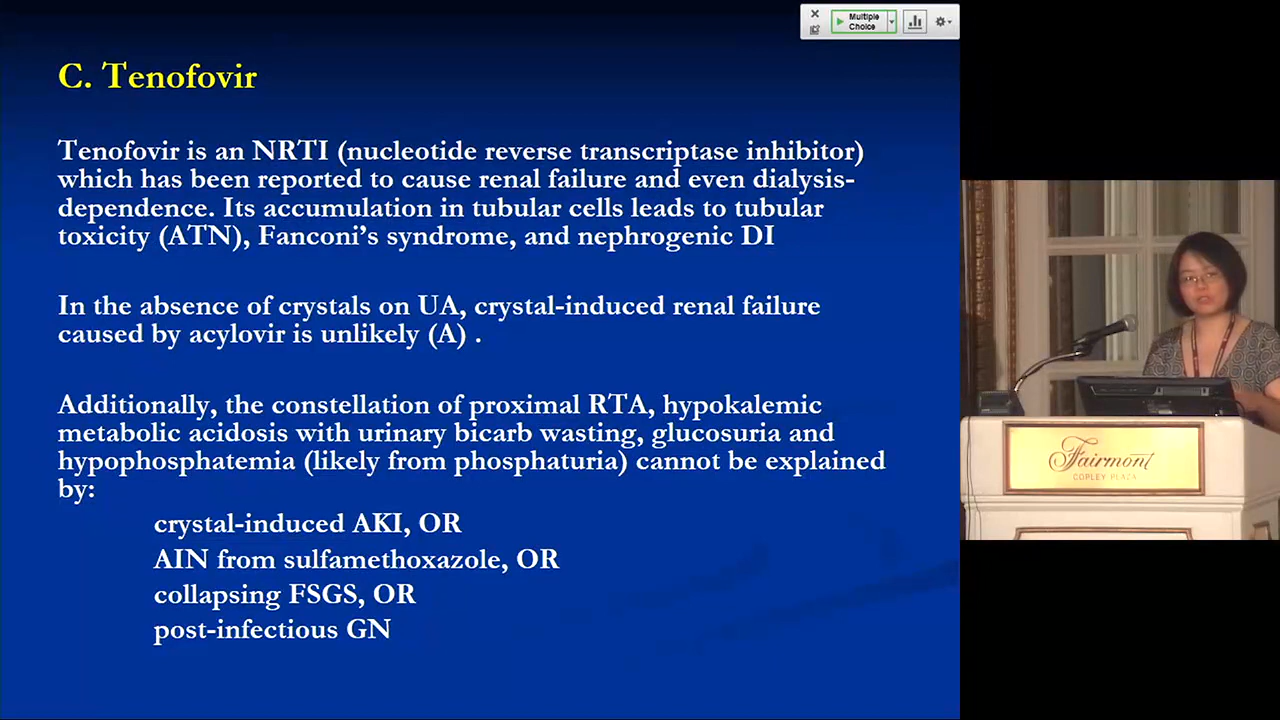 Multiple
Choice
C. Tenofovir
Tenofovir is an NRTI (nucleotide reverse transcriptase inhibitor)
which has been reported to cause renal failure and even dialysis-
dependence. Its accumulation in tubular cells leads to tubular
toxicity (ATN), Fanconi's syndrome, and nephrogenic DI
In the absence of crystals on UA, crystal-induced renal failure
caused by acylovir is unlikely (A) .
Additionally, the constellation of proximal RTA, hypokalemic
metabolic acidosis with urinary bicarb wasting, glucosuria and
hypophosphatemia (likely from phosphaturia) cannot be explained
by:
crystal-induced AKI, OR
AIN from sulfamethoxazole, OR
collapsing FSGS, OR
post-infectious GN
Fairmont
COPLEY PLAZA